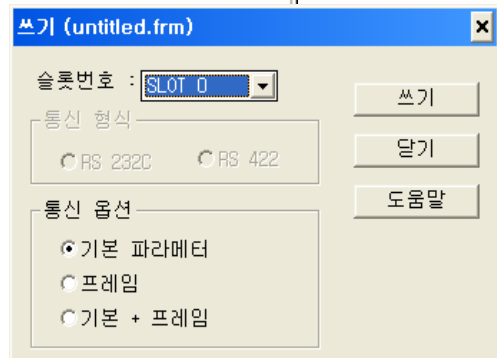 쓰기 (untitled.frm)
슬롯번호 : SLOT 0
쓰기
통신 형식
RS 232C RS 422
닫기
도움말
통신 옵션
기본 파라메터
프레임
기본 + 프레임